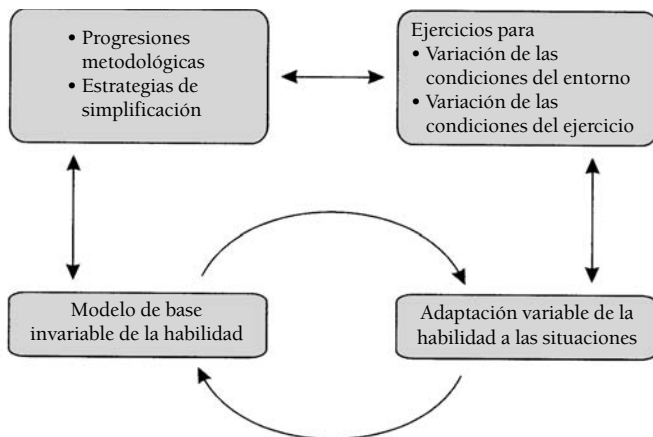 • Progresiones
metodológicas
• Estrategias de
simplificación
Ejercicios para
• Variación de las
condiciones del entorno
• Variación de las
condiciones del ejercicio
Modelo de base
invariable de la habilidad
Adaptación variable de la
habilidad a las situaciones